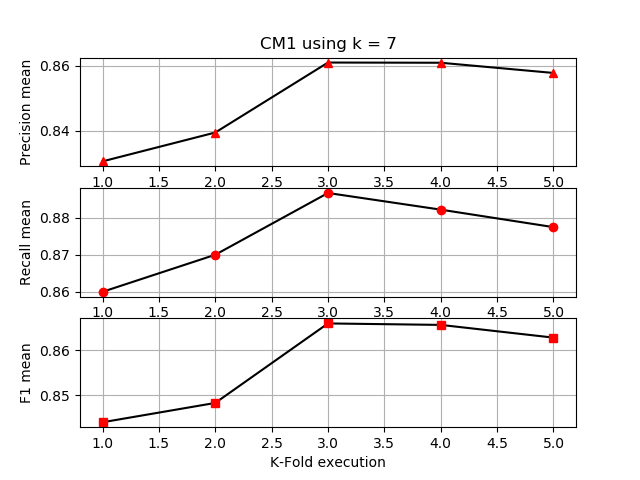 CM1 using k = 7
Precision mean
0.86
0.84
1.0 1.5 2.0 2.5 3.0 3.5 4.0 4.5 5.0
Recall mean
0.88
0.87
0.86
1.0 1.5 2.0 2.5 3.0 3.5 4.0 4.5 5.0
F1 mean
0.86
0.85
1.0 1.5 2.0 2.5 3.0 3.5 4.0 4.5 5.0
K-Fold execution